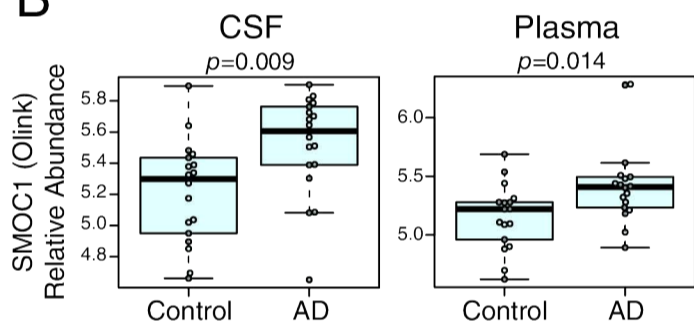 B
CSF
p=0.009
Plasma
p=0.014
SMOC1 (Olink)
Relative Abundance
5.8
5.6
5.4
5.2
5.0
4.8
6.0
5.5
5.0
Control
AD
Control
AD